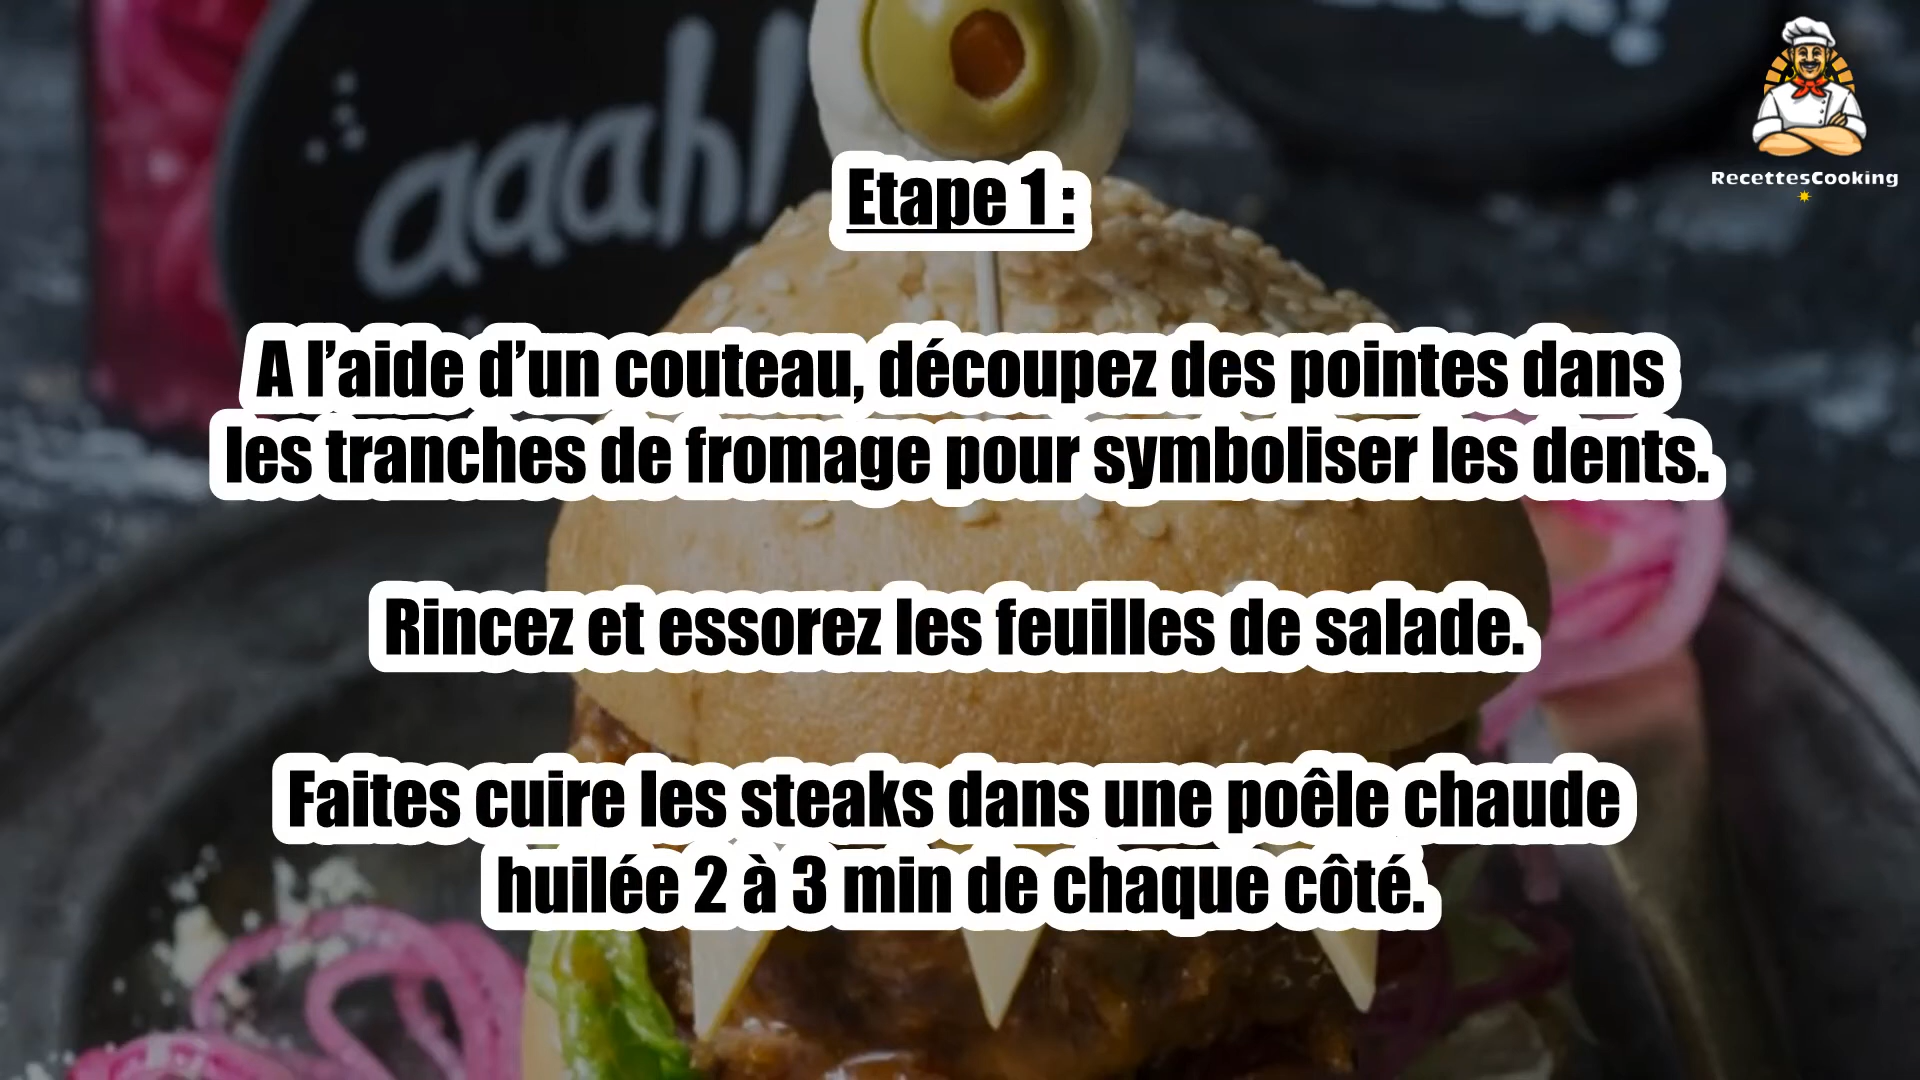 aaah!
RecettesCooking
Etape 1 :
A l’aide d’un couteau, découpez des pointes dans
les tranches de fromage pour symboliser les dents.
Rincez et essorez les feuilles de salade.
Faites cuire les steaks dans une poêle chaude
huilée 2 à 3 min de chaque côté.